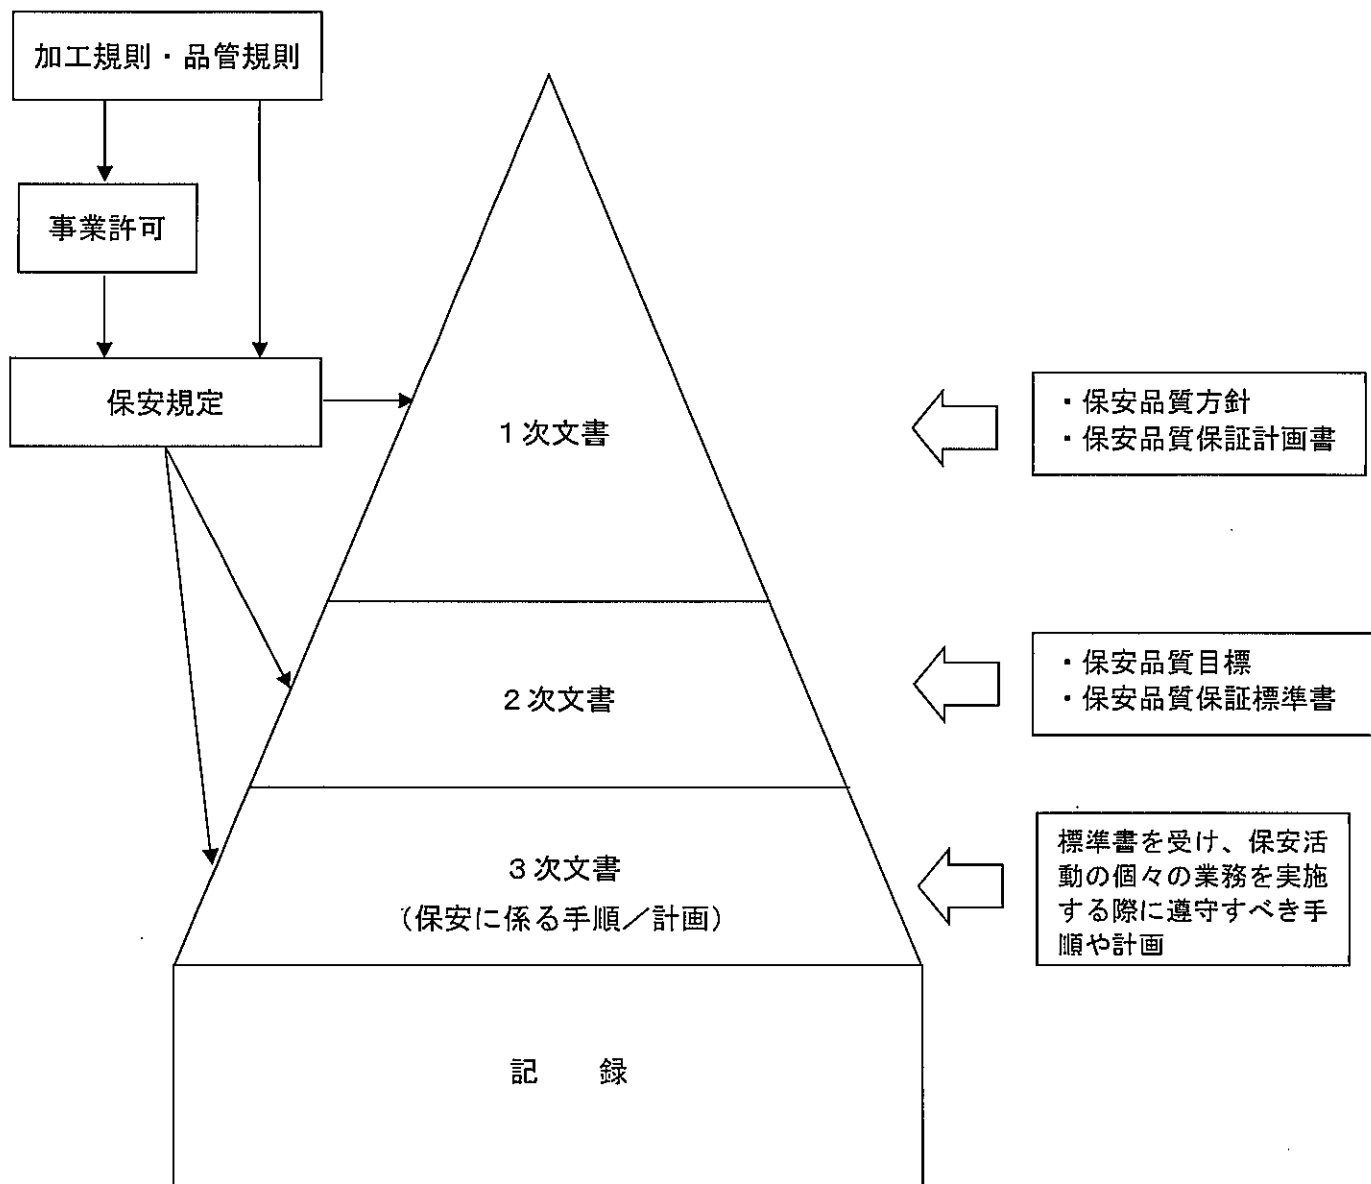 加工規則・品管規則
事業許可
保安規定
1次文書
・保安品質方針
・保安品質保証計画書
2次文書
・保安品質目標
・保安品質保証標準書
3次文書
(保安に係る手順/計画)
標準書を受け、保安活
動の個々の業務を実施
する際に遵守すべき手
順や計画
記　録